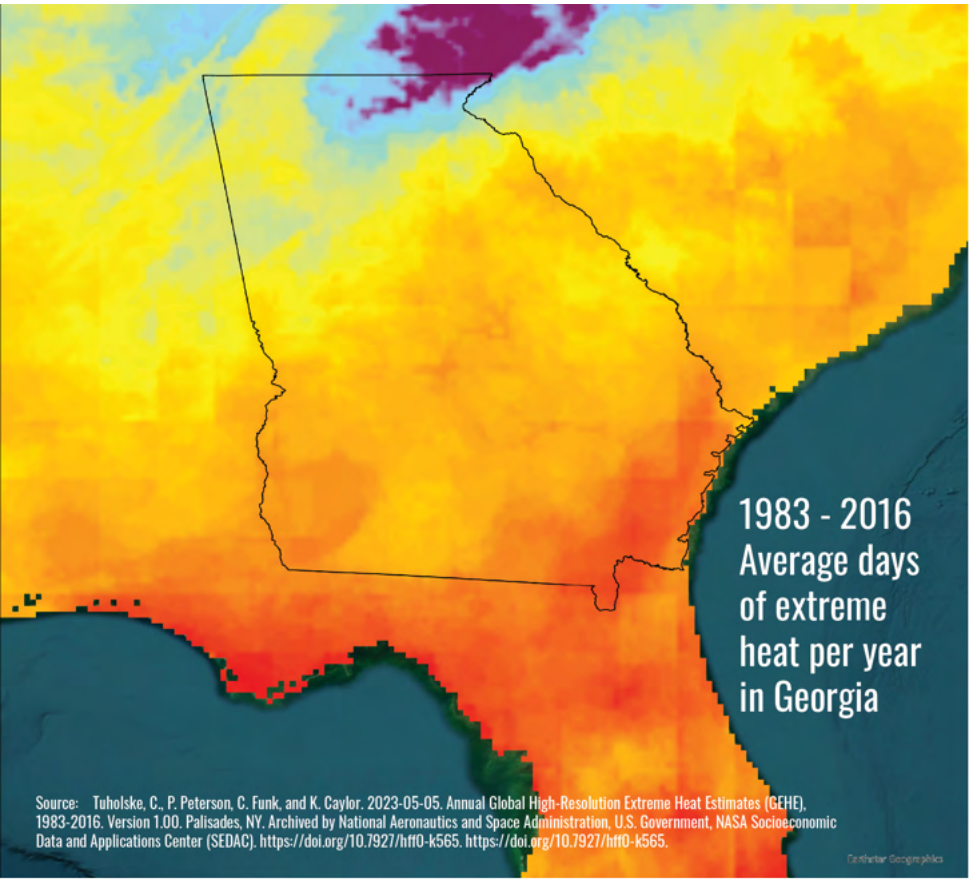 1983 - 2016
Average days
of extreme
heat per year
in Georgia
Source: Tuholske, C., P. Peterson, C. Funk, and K. Caylor. 2023-05-05. Annual Global High-Resolution Extreme Heat Estimates (GEHE),
1983-2016. Version 1.00. Palisades, NY. Archived by National Aeronautics and Space Administration, U.S. Government, NASA Socioeconomic
Data and Applications Center (SEDAC). https://doi.org/10.7927/hff0-k565. https://doi.org/10.7927/hff0-k565.
Earthstar Geographics